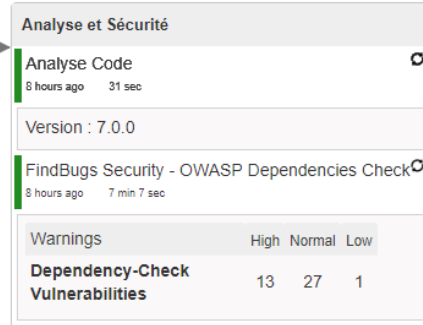 Analyse et Sécurité
Analyse Code
8 hours ago 31 sec
Version : 7.0.0
FindBugs Security - OWASP Dependencies Check
8 hours ago 7 min 7 sec
Warnings High Normal Low
Dependency-Check
Vulnerabilities 13 27 1